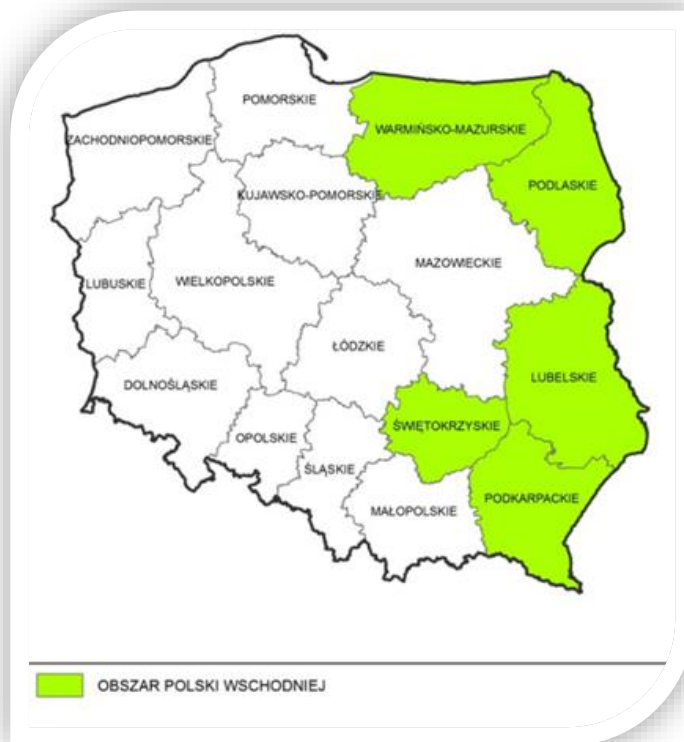 POMORSKIE
WARMIŃSKO-MAZURSKIE
ZACHODNIOPOMORSKIE
PODLASKIE
KUJAWSKO-POMORSKIE
MAZOWIECKIE
LUBUSKIE
WIELKOPOLSKIE
ŁÓDZKIE
LUBELSKIE
DOLNOŚLĄSKIE
ŚWIĘTOKRZYSKIE
OPOLSKIE
ŚLĄSKIE
PODKARPACKIE
MAŁOPOLSKIE
OBSZAR POLSKI WSCHODNIEJ